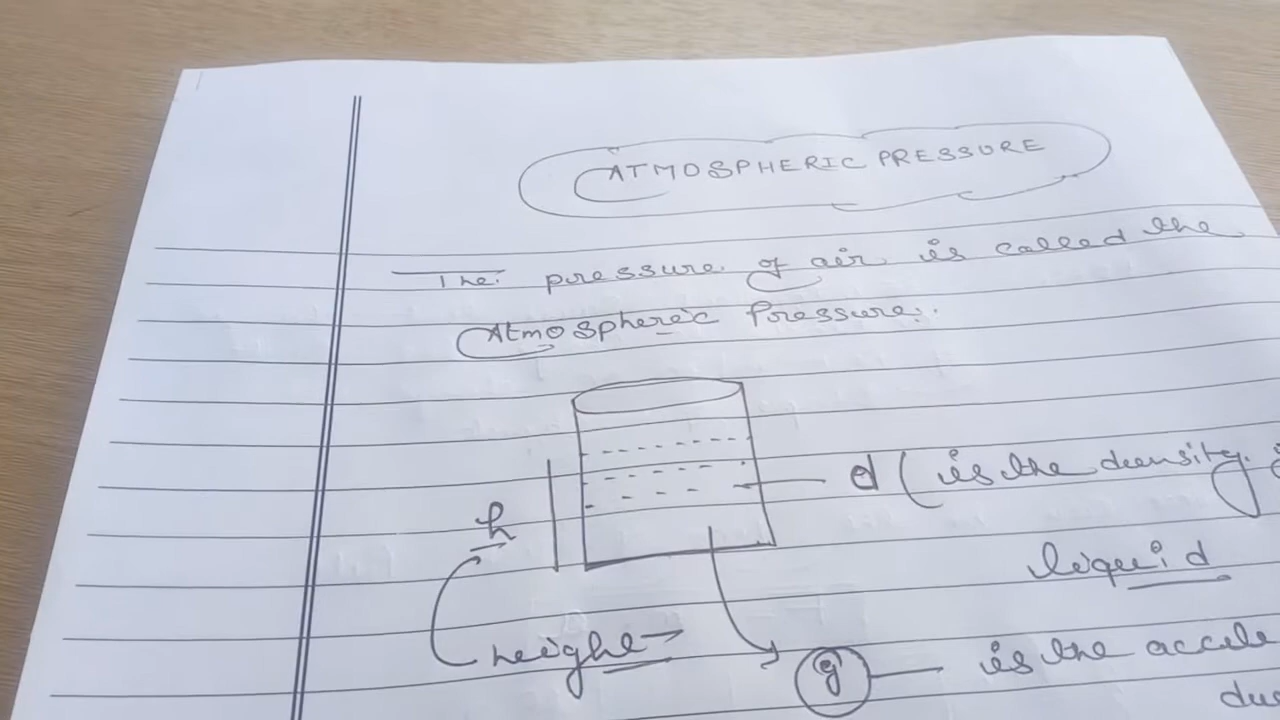 ATMOSPHERIC PRESSURE
The pressure of air is called the
Atmospheric Pressure.
d (is the density
h
liquid
height
g — is the accele
due